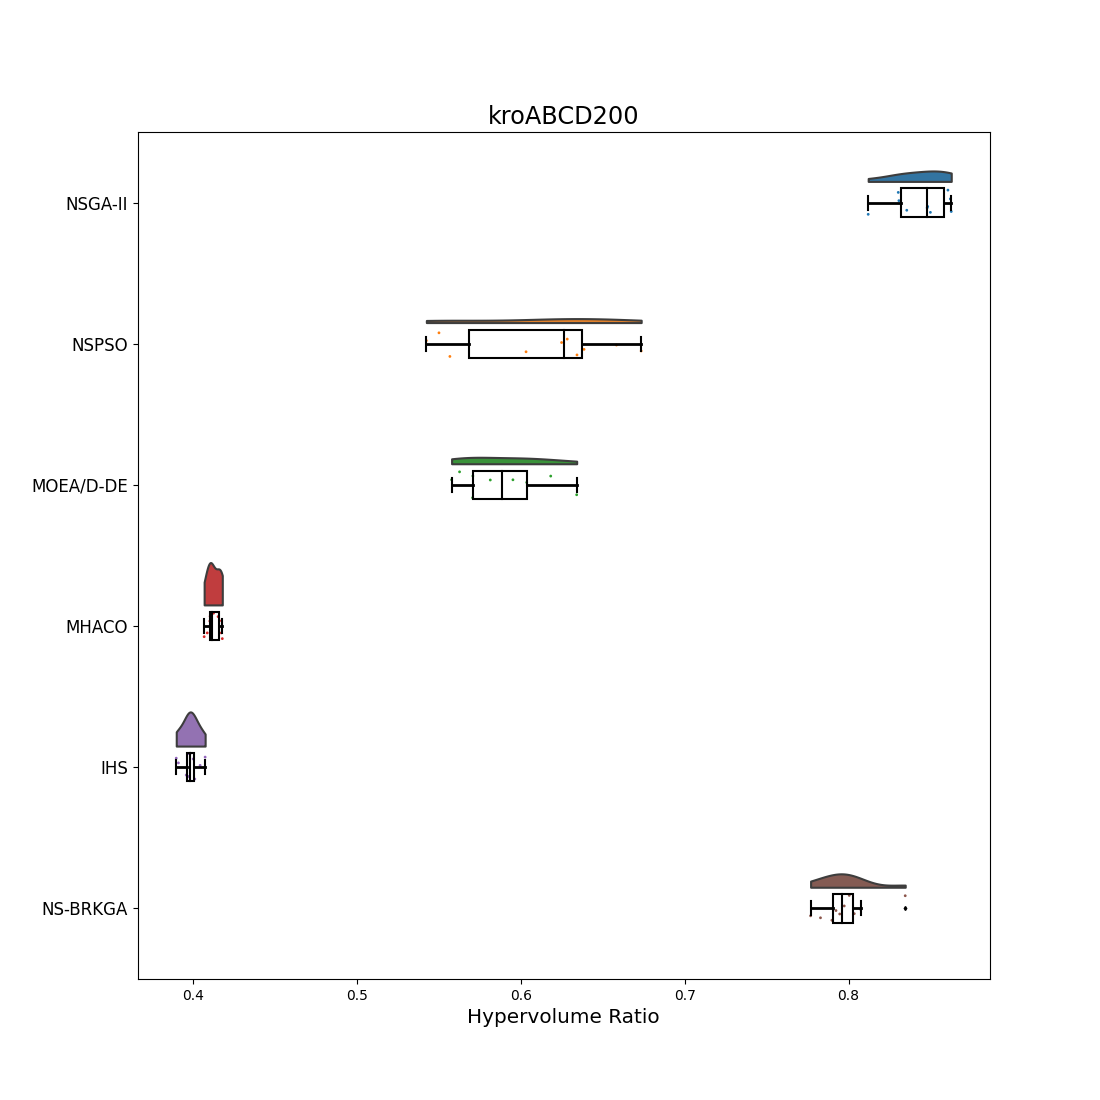 kroABCD200
NSGA-II
NSPSO
MOEA/D-DE
MHACO
IHS
NS-BRKGA
0.4 0.5 0.6 0.7 0.8
Hypervolume Ratio